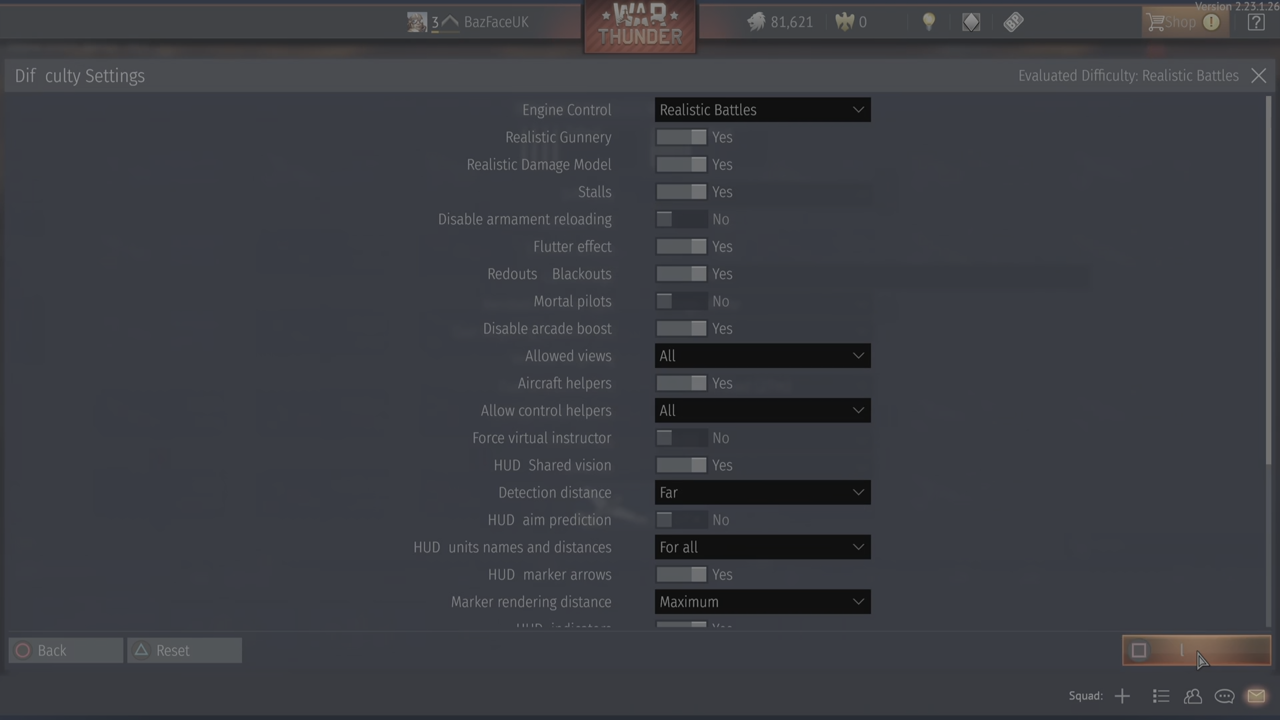 Version 2.23.1.26
3 BazFaceUK
WAR THUNDER
81,621
0
BP
Shop
Dif culty Settings
Evaluated Difficulty: Realistic Battles
Engine Control Realistic Battles
Realistic Gunnery Yes
Realistic Damage Model Yes
Stalls Yes
Disable armament reloading No
Flutter effect Yes
Redouts Blackouts Yes
Mortal pilots No
Disable arcade boost Yes
Allowed views All
Aircraft helpers Yes
Allow control helpers All
Force virtual instructor No
HUD Shared vision Yes
Detection distance Far
HUD aim prediction No
HUD units names and distances For all
HUD marker arrows Yes
Marker rendering distance Maximum
HUD indicators Yes
Back
Reset
Squad: